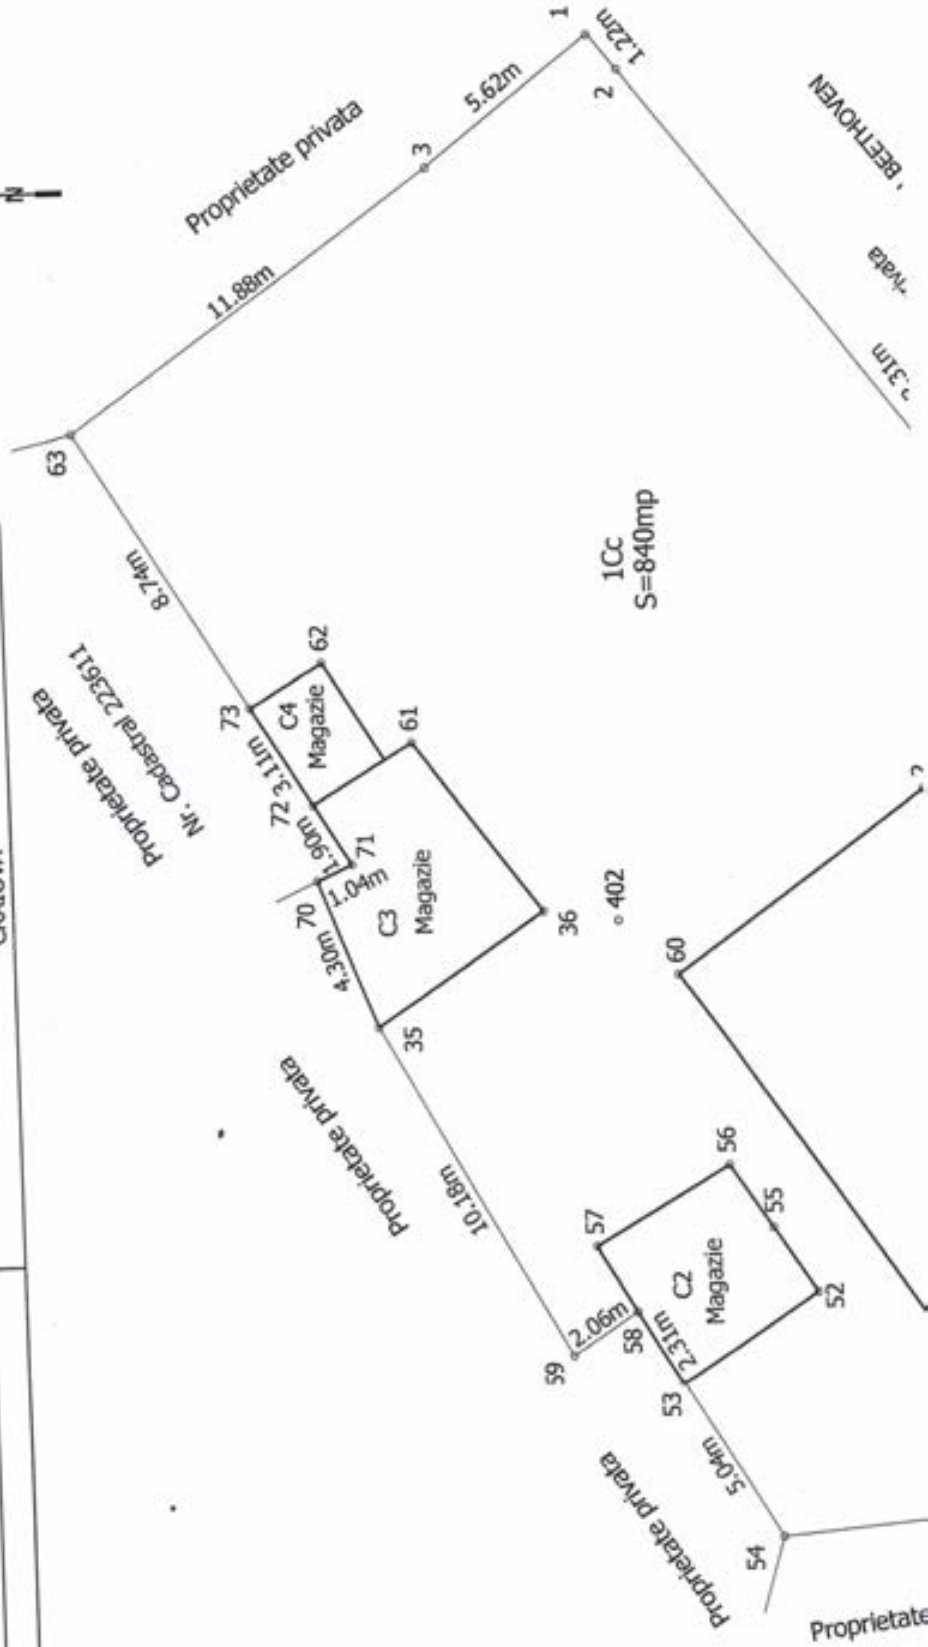 N
1
1.22m
2
5.62m
3
Proprietate privata
11.88m
63
BEETHOVEN
8.74m
Nr. Cadastral 223611
Proprietate privata
1Cc
S=840mp
73
62
C4
Magazie
3.11m
72
61
1.90m
71
1.04m
70
C3
Magazie
4.30m
36
402
35
60
Proprietate privata
10.18m
57
56
55
C2
Magazie
52
2.06m
58
59
2.31m
53
5.04m
Proprietate privata
54
Proprietate